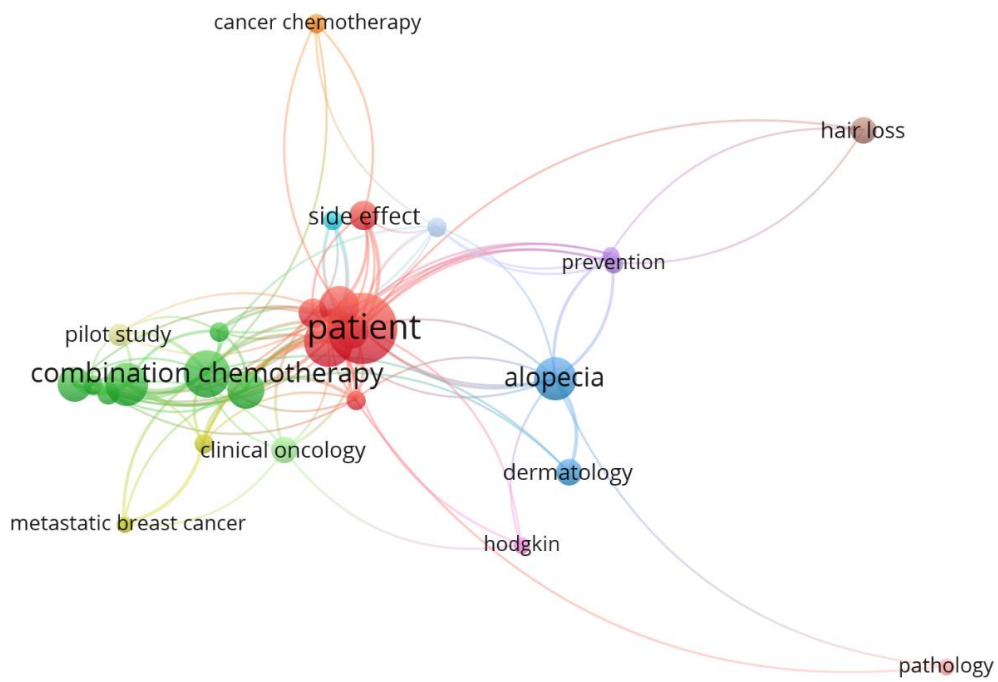 cancer chemotherapy
hair loss
side effect
prevention
patient
pilot study
combination chemotherapy
alopecia
clinical oncology
dermatology
metastatic breast cancer
hodgkin
pathology